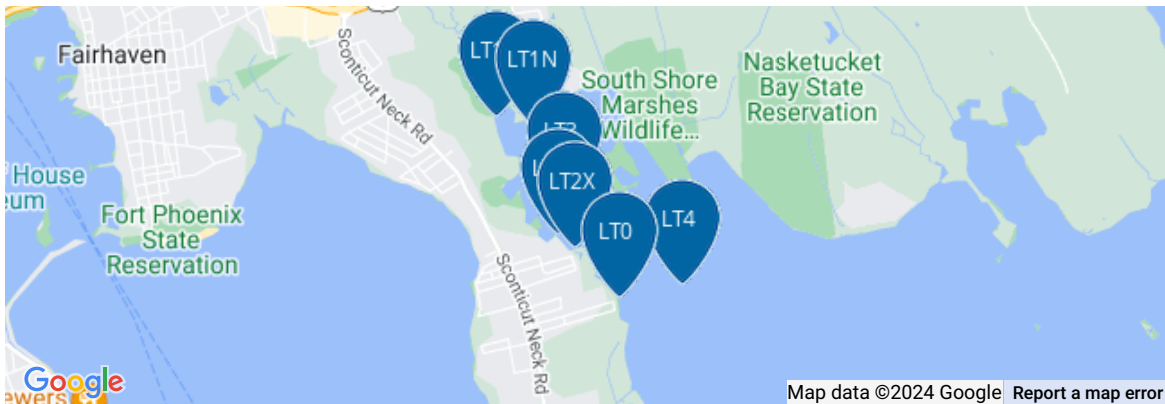 Fairhaven
Sconticut Neck Rd
LT1N
South Shore
Marshes
Wildlife...
Nasketucket
Bay State
Reservation
House
Fort Phoenix
State
Reservation
LT2X
LT0
LT4
Sconticut Neck Rd
Google
Map data ©2024 Google
Report a map error